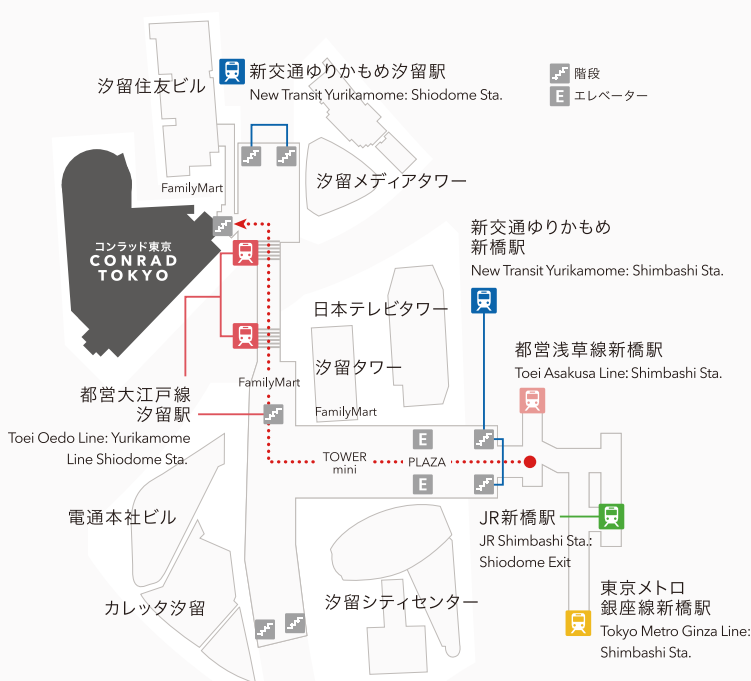 新交通ゆりかもめ汐留駅
New Transit Yurikamome: Shiodome Sta.
階段
E エレベーター
汐留住友ビル
汐留メディアタワー
FamilyMart
コンラッド東京
CONRAD
TOKYO
新交通ゆりかもめ
新橋駅
New Transit Yurikamome: Shimbashi Sta.
日本テレビタワー
都営浅草線新橋駅
Toei Asakusa Line: Shimbashi Sta.
汐留タワー
FamilyMart
FamilyMart
都営大江戸線
汐留駅
Toei Oedo Line: Yurikamome
Line Shiodome Sta.
E
TOWER
mini
PLAZA
E
電通本社ビル
JR新橋駅
JR Shimbashi Sta.:
Shiodome Exit
カレッタ汐留
汐留シティセンター
東京メトロ
銀座線新橋駅
Tokyo Metro Ginza Line:
Shimbashi Sta.